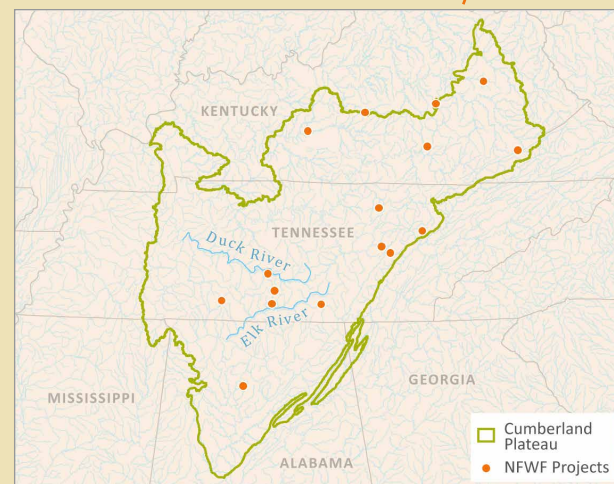 KENTUCKY
TENNESSEE
Duck River
Elk River
GEORGIA
MISSISSIPPI
ALABAMA
Cumberland
Plateau
NFWF Projects